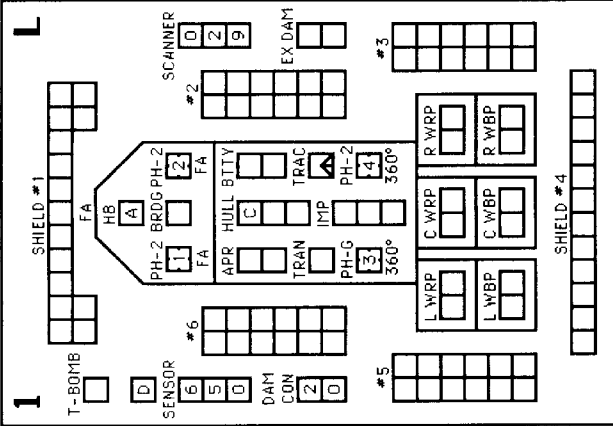 1
L
SHIELD #1
T-BOMB
FA
SCANNER
0
2
9
D
HB
A
SENSOR
6
5
0
PH-2
1
FA
BRDG
PH-2
2
FA
EX DAM
#6
#2
DAM CON
2
0
APR
HULL
C
BTTY
TRAN
IMP
TRAC
PH-G
3
360°
PH-2
4
360°
#5
#3
L WRP
C WRP
R WRP
L WBP
C WBP
R WBP
SHIELD #4